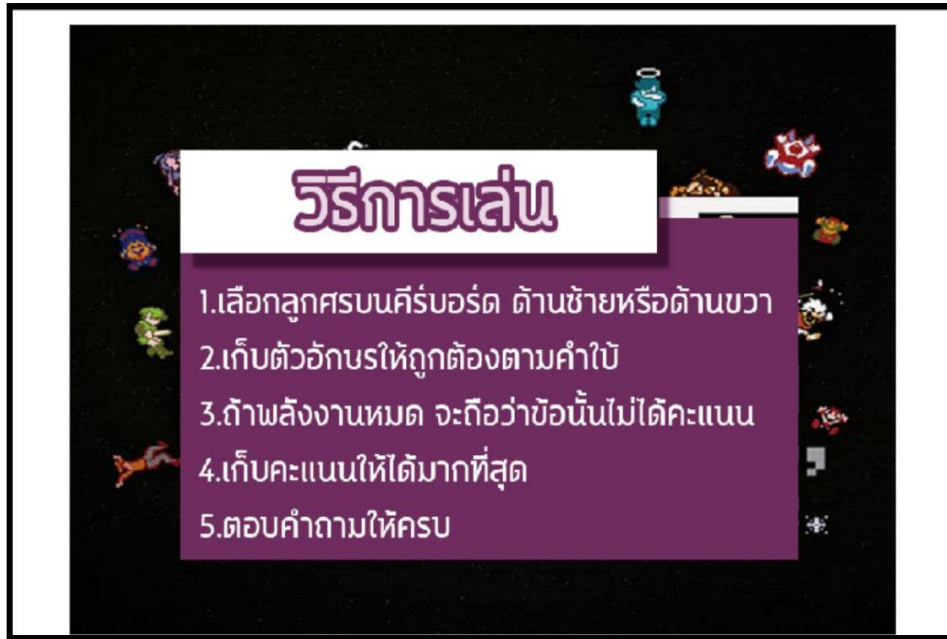 วิธีการเล่น
1.เลือกลูกศรบนคีร์บอร์ด ด้านซ้ายหรือด้านขวา
2.เก็บตัวอักษรให้ถูกต้องตามคำใบ้
3.ถ้าพลังงานหมด จะถือว่าข้อนั้นไม่ได้คะแนน
4.เก็บคะแนนให้ได้มากที่สุด
5.ตอบคำถามให้ครบ